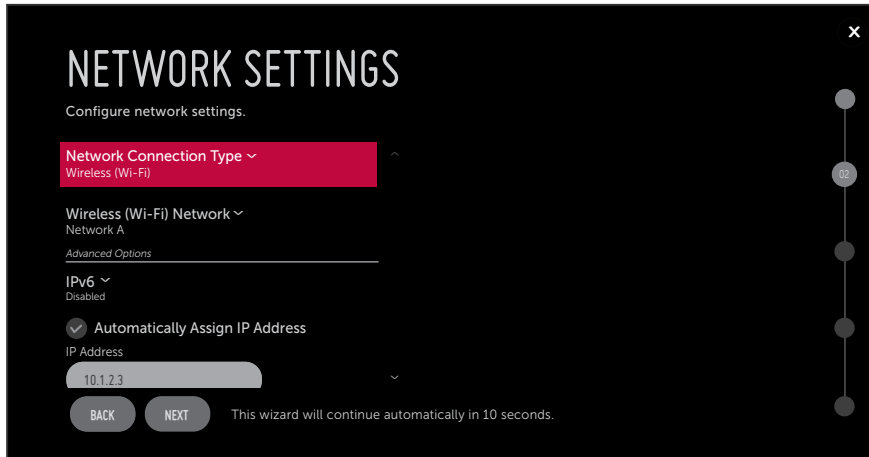 X
NETWORK SETTINGS
Configure network settings.
Network Connection Type
Wireless (Wi-Fi)
02
Wireless (Wi-Fi) Network
Network A
Advanced Options
IPv6
Disabled
Automatically Assign IP Address
IP Address
10.1.2.3
BACK NEXT This wizard will continue automatically in 10 seconds.